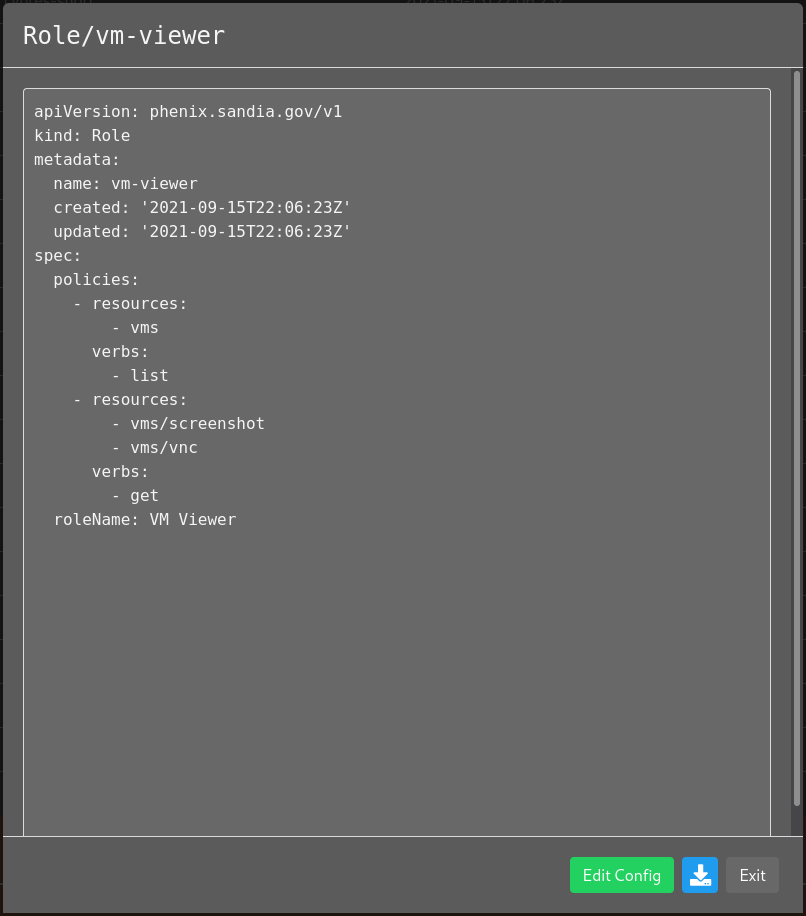 Role/vm-viewer
apiVersion: phenix.sandia.gov/v1
kind: Role
metadata:
  name: vm-viewer
  created: '2021-09-15T22:06:23Z'
  updated: '2021-09-15T22:06:23Z'
spec:
  policies:
    - resources:
        - vms
      verbs:
        - list
    - resources:
        - vms/screenshot
        - vms/vnc
      verbs:
        - get
  roleName: VM Viewer
Edit Config
Exit